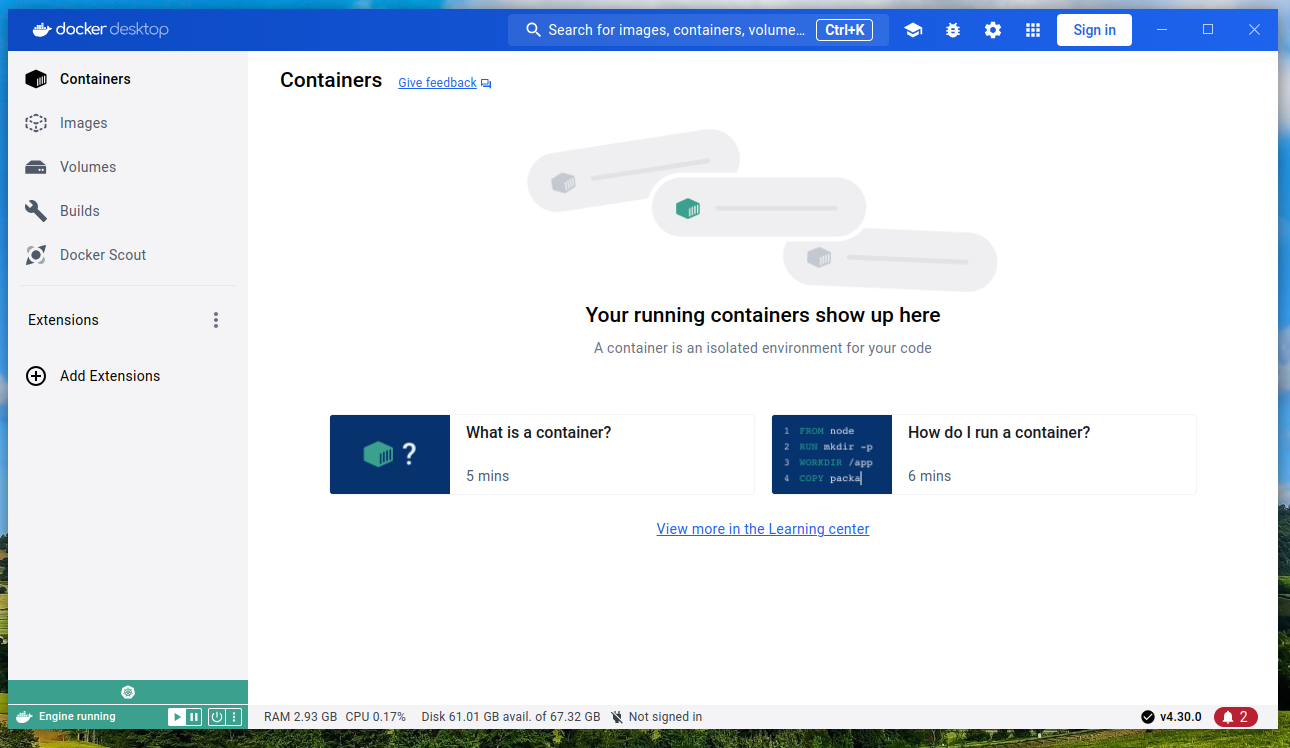 docker desktop
Search for images, containers, volume... Ctrl+K
Sign in
Containers
Images
Volumes
Builds
Docker Scout
Extensions
Add Extensions
Containers Give feedback
Your running containers show up here
A container is an isolated environment for your code
?
What is a container?
5 mins
1 FROM node
2 RUN mkdir -p
3 WORKDIR /app
4 COPY packa
How do I run a container?
6 mins
View more in the Learning center
Engine running
RAM 2.93 GB CPU 0.17% Disk 61.01 GB avail. of 67.32 GB Not signed in
v4.30.0 2